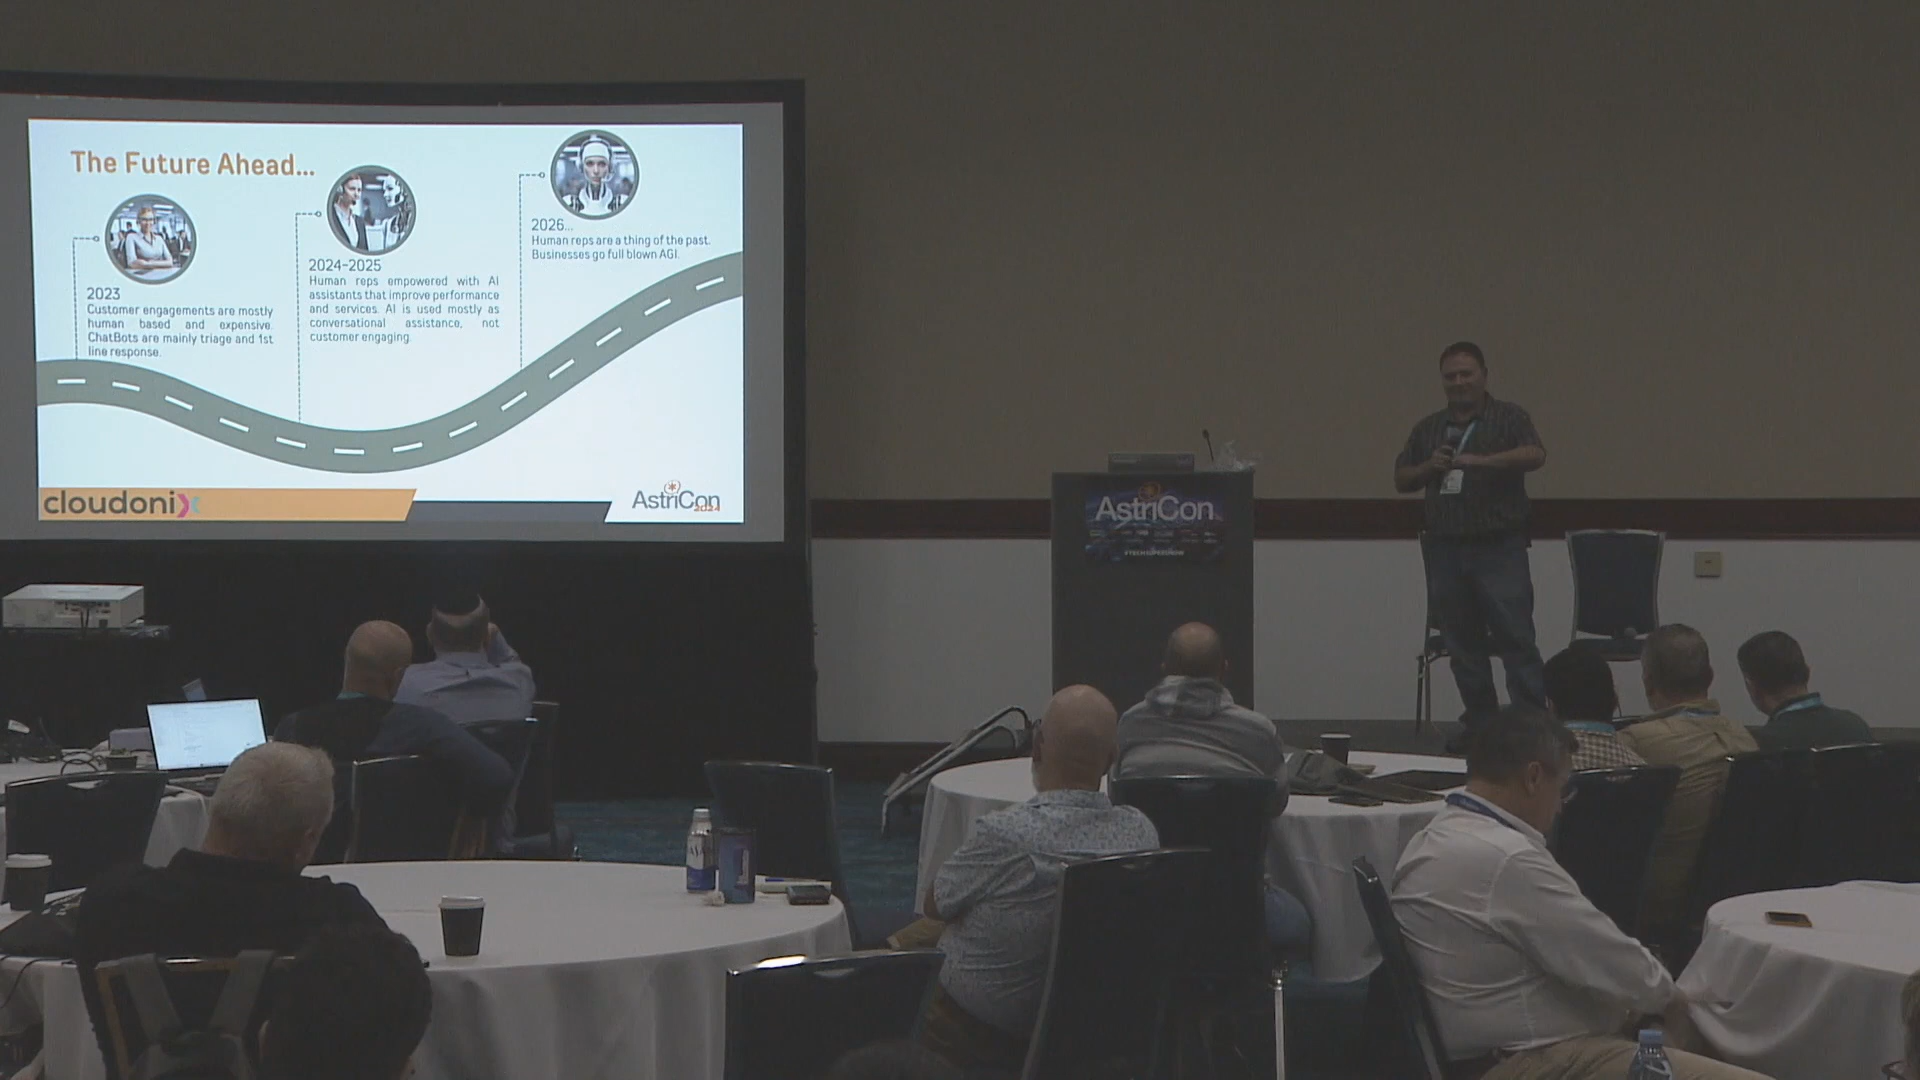 The Future Ahead...
2023
Customer engagements are mostly
human based and expensive.
ChatBots are mainly triage and 1st
line response.
2024-2025
Human reps empowered with AI
assistants that improve performance
and services. AI is used mostly as
conversational assistance, not
customer engaging.
2026...
Human reps are a thing of the past.
Businesses go full blown AGI.
cloudonix
AstriCon
2024
AstriCon